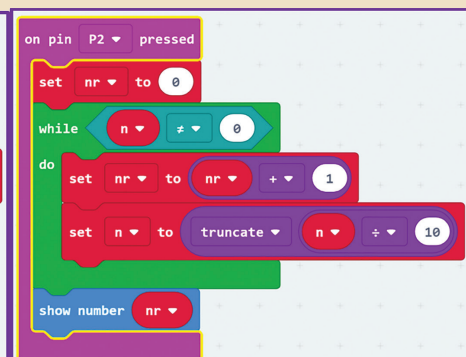 on pin P2 pressed
set nr to 0
while n ≠ 0
do
set nr to nr + 1
set n to truncate n ÷ 10
show number nr